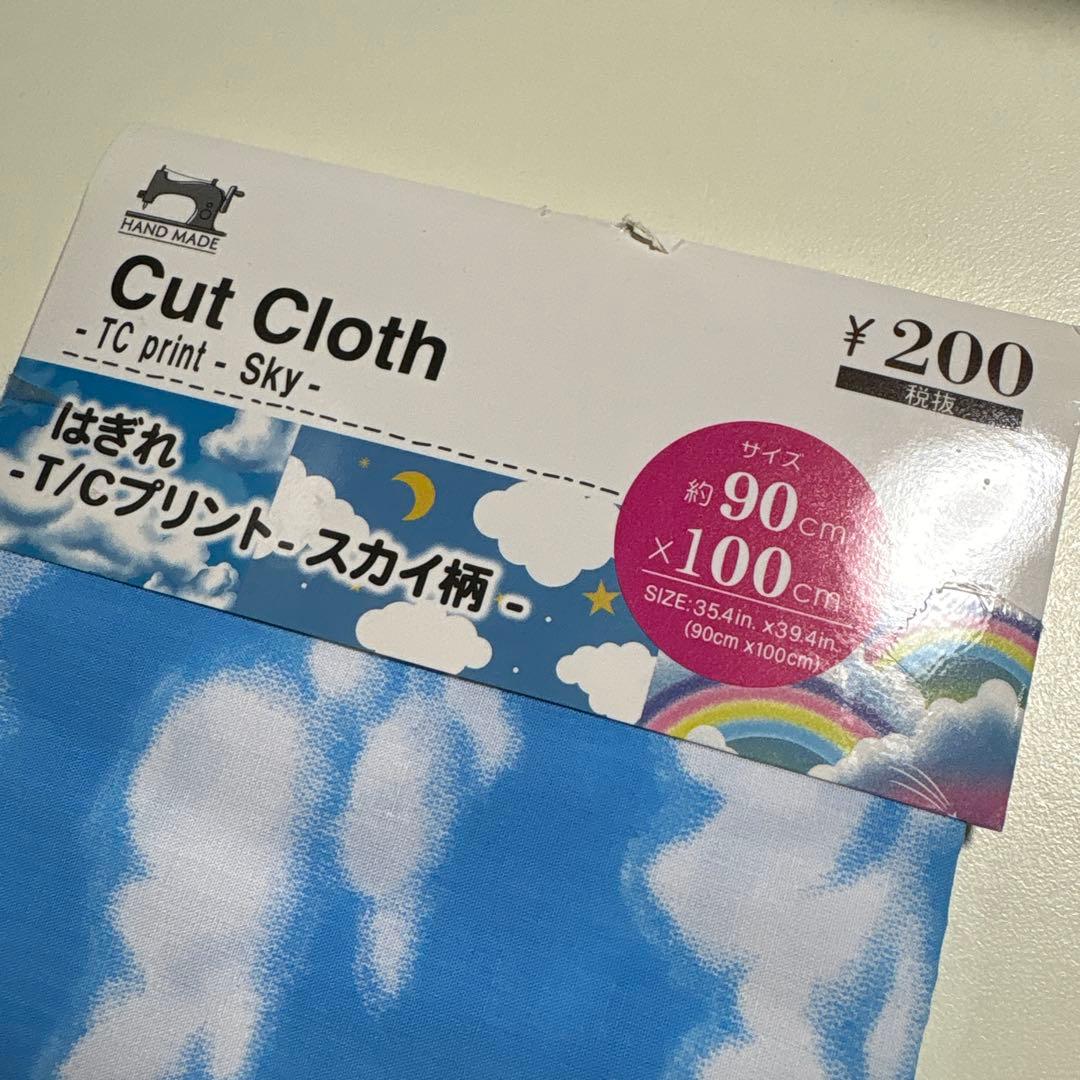 HAND MADE
Cut Cloth
- TC print - Sky -
¥200
税抜
はぎれ
-T/Cプリント- スカイ柄 -
サイズ
約90cm
×100cm
SIZE:35.4in. ×39.4in.
(90cm ×100cm)